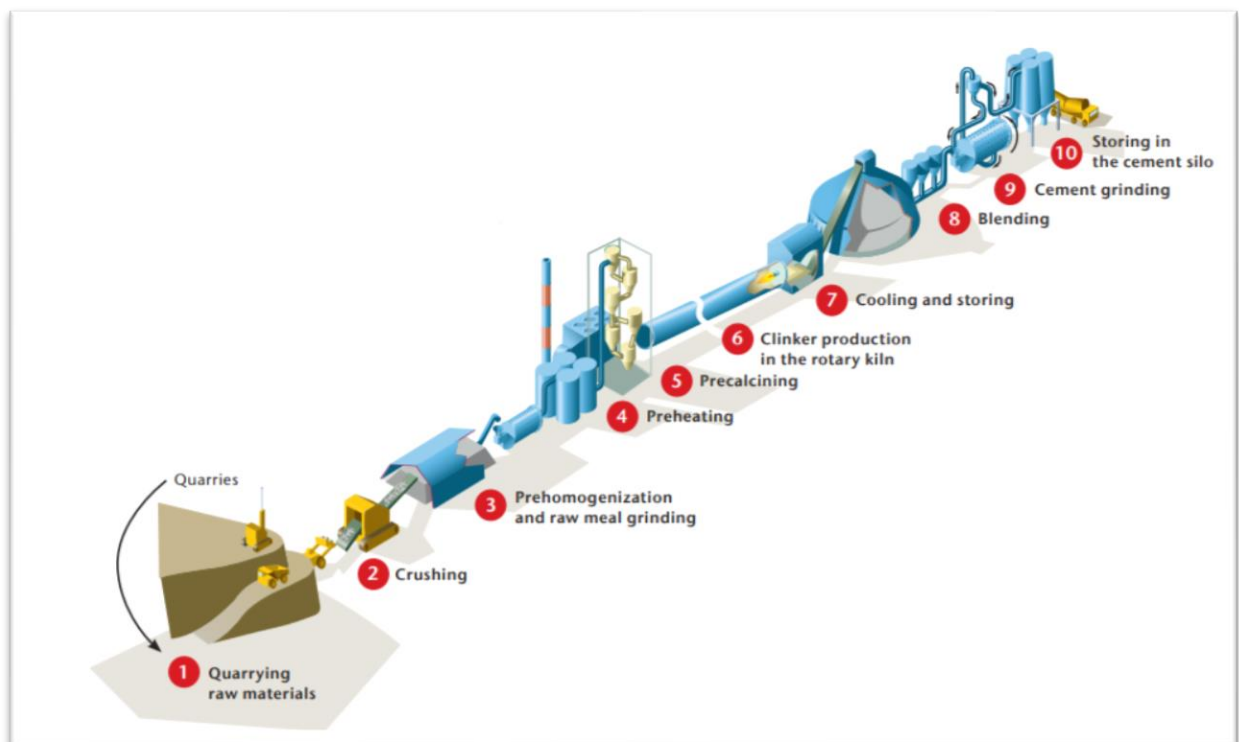 Quarries
1 Quarrying
raw materials
2 Crushing
3 Prehomogenization
and raw meal grinding
4 Preheating
5 Precalcining
6 Clinker production
in the rotary kiln
7 Cooling and storing
8 Blending
9 Cement grinding
10 Storing in
the cement silo